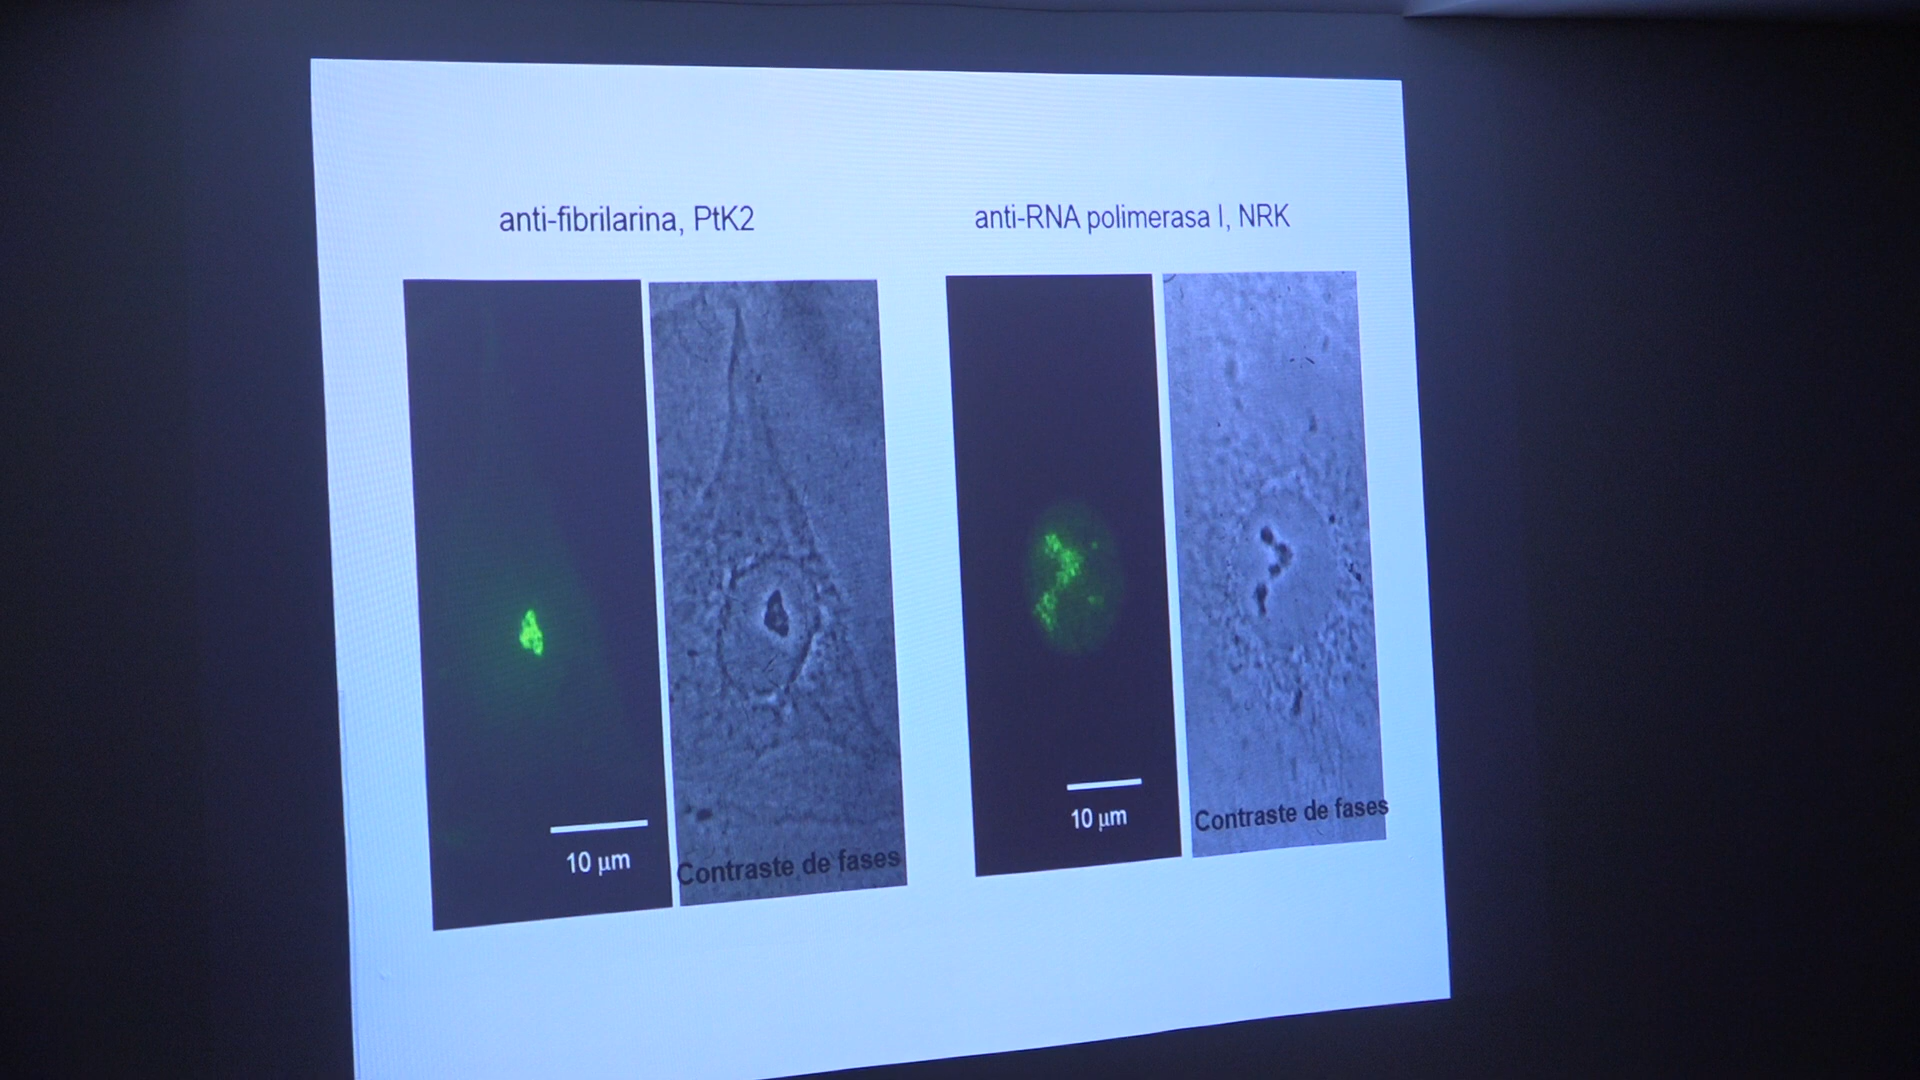 anti-fibrilarina, PtK2
anti-RNA polimerasa I, NRK
10 μm
Contraste de fases
10 μm
Contraste de fases